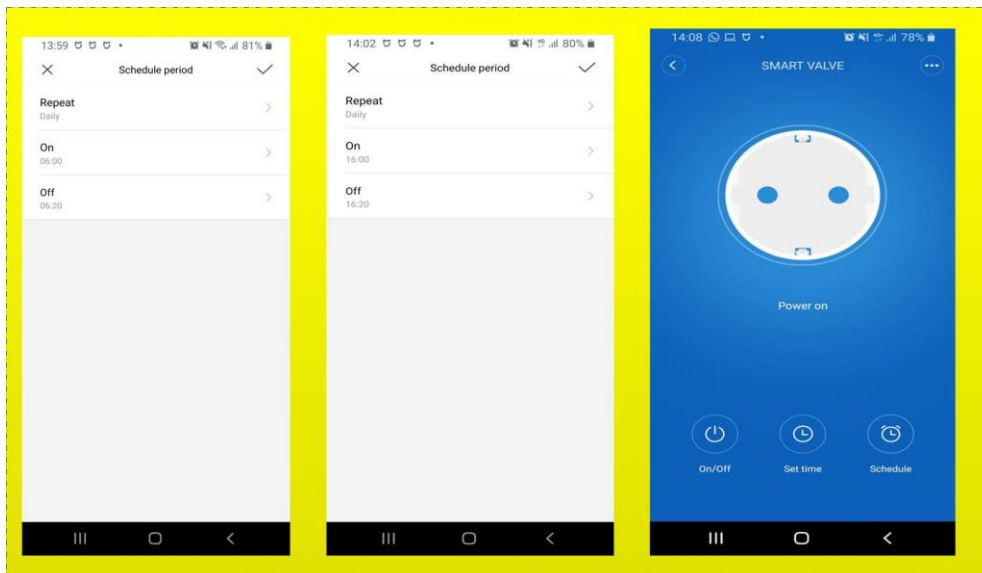 13:59 81%
Schedule period
Repeat
Daily
On
06:00
Off
06:20
14:02 80%
Schedule period
Repeat
Daily
On
16:00
Off
16:20
14:08 78%
SMART VALVE
Power on
On/Off Set time Schedule